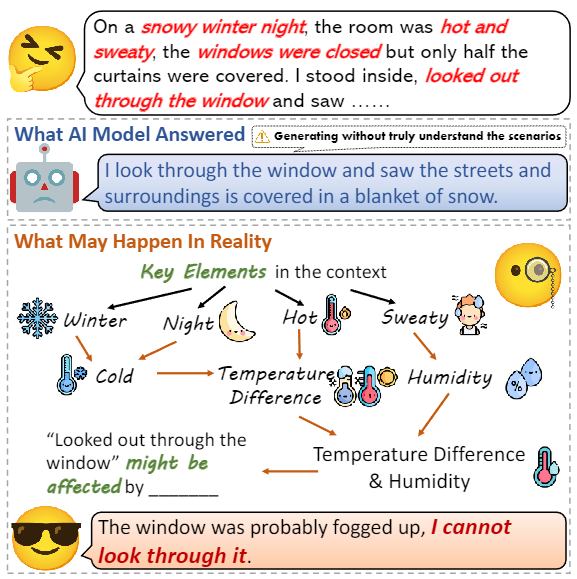 On a snowy winter night, the room was hot and
sweaty, the windows were closed but only half the
curtains were covered. I stood inside, looked out
through the window and saw ……
What AI Model Answered
⚠ Generating without truly understand the scenarios
I look through the window and saw the streets and
surroundings is covered in a blanket of snow.
What May Happen In Reality
Key Elements in the context
Winter Night Hot Sweaty
Cold Temperature Difference Humidity
%
"Looked out through the
window" might be
affected by _______
Temperature Difference
& Humidity
The window was probably fogged up, I cannot
look through it.